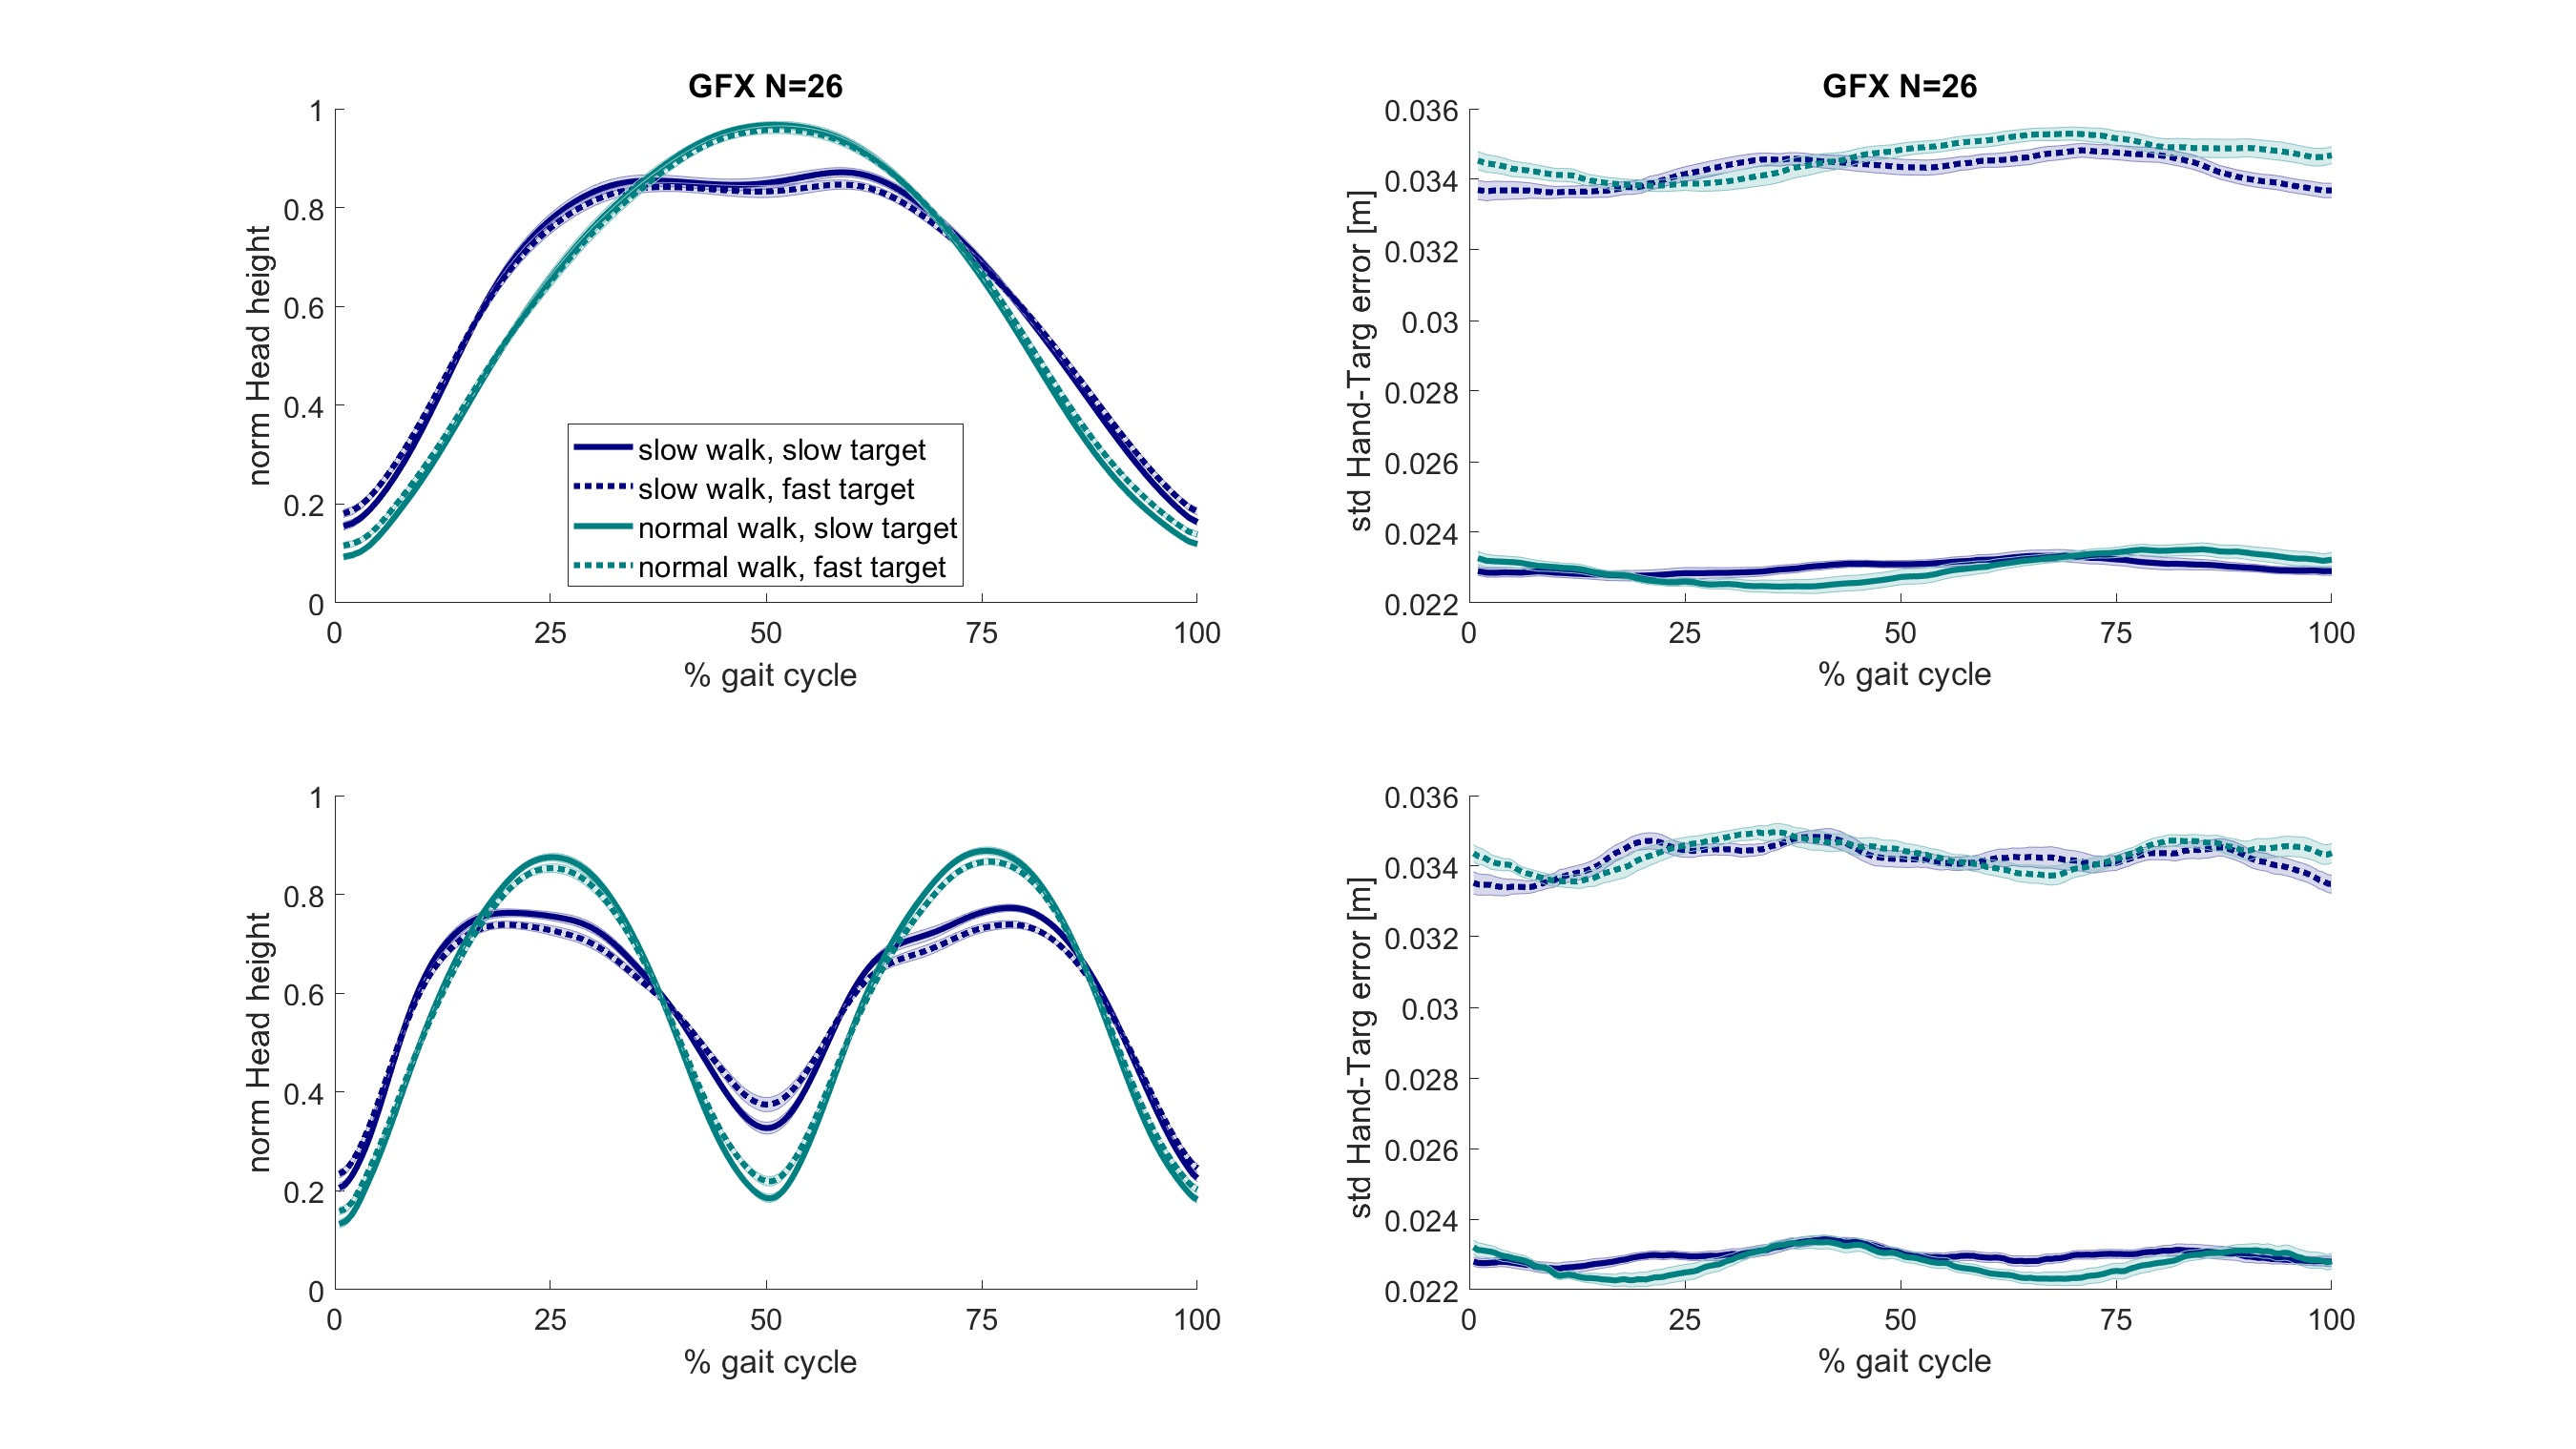 GFX N=26
1
0.8
0.6
0.4
0.2
0
norm Head height
slow walk, slow target
slow walk, fast target
normal walk, slow target
normal walk, fast target
0 25 50 75 100
% gait cycle
GFX N=26
0.036
0.034
0.032
0.03
0.028
0.026
0.024
0.022
std Hand-Targ error [m]
0 25 50 75 100
% gait cycle
1
0.8
0.6
0.4
0.2
0
norm Head height
0 25 50 75 100
% gait cycle
0.036
0.034
0.032
0.03
0.028
0.026
0.024
0.022
std Hand-Targ error [m]
0 25 50 75 100
% gait cycle